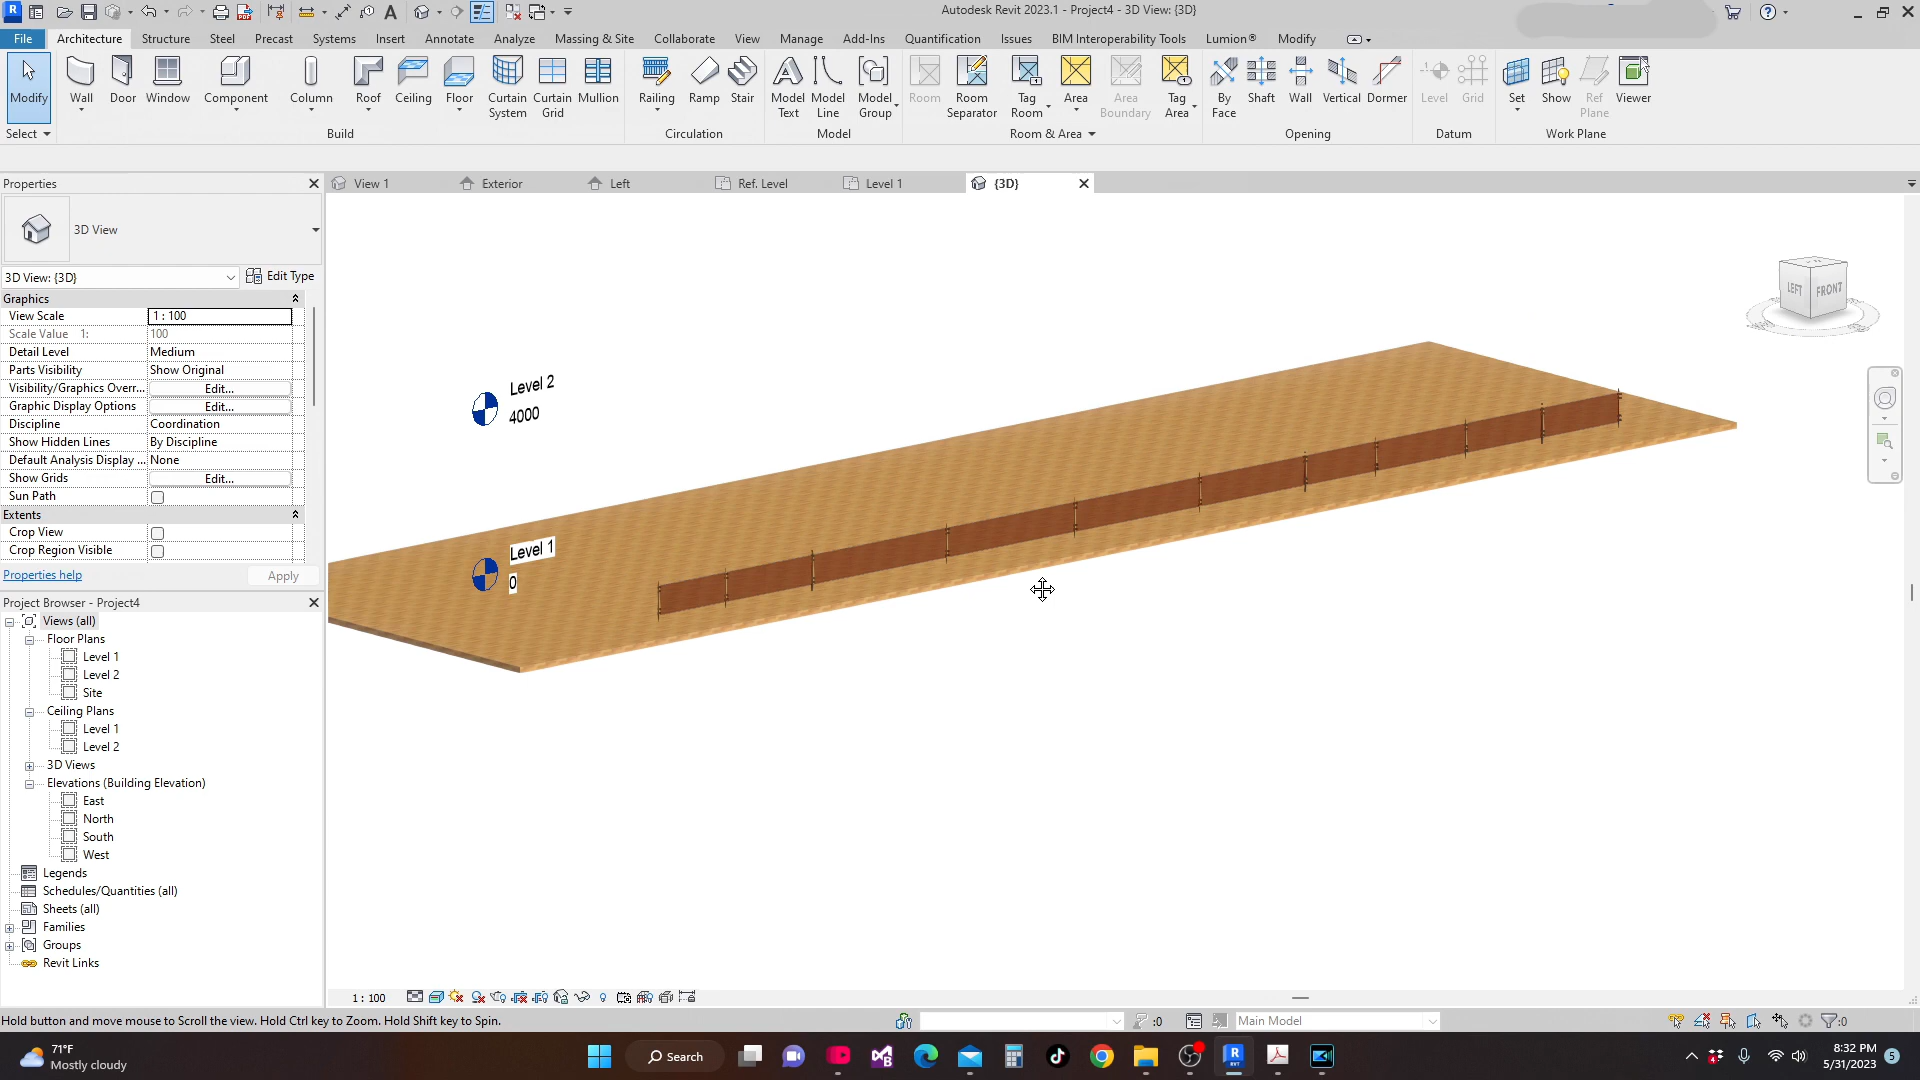 Autodesk Revit 2023.1 - Project4 - 3D View: {3D}
File Architecture Structure Steel Precast Systems Insert Annotate Analyze Massing & Site Collaborate View Manage Add-Ins Quantification Issues BIM Interoperability Tools Lumion® Modify
Modify Wall Door Window Component Column Roof Ceiling Floor Curtain System Curtain Grid Mullion Railing Ramp Stair Model Text Model Line Model Group Room Room Separator Tag Room Area Area Boundary Tag Area By Face Shaft Wall Vertical Dormer Level Grid Set Show Ref Plane Viewer
Select Build Circulation Model Room & Area Opening Datum Work Plane
Properties
View 1 Exterior Left Ref. Level Level 1 {3D}
3D View
3D View: {3D} Edit Type
Graphics
View Scale 1 : 100
Scale Value 1: 100
Detail Level Medium
Parts Visibility Show Original
Visibility/Graphics Overr... Edit...
Graphic Display Options Edit...
Discipline Coordination
Show Hidden Lines By Discipline
Default Analysis Display ... None
Show Grids Edit...
Sun Path
Extents
Crop View
Crop Region Visible
Properties help Apply
Project Browser - Project4
Views (all)
Floor Plans
Level 1
Level 2
Site
Ceiling Plans
Level 1
Level 2
3D Views
Elevations (Building Elevation)
East
North
South
West
Legends
Schedules/Quantities (all)
Sheets (all)
Families
Groups
Revit Links
Level 2
4000
Level 1
0
LEFT FRONT
1 : 100
Hold button and move mouse to Scroll the view. Hold Ctrl key to Zoom. Hold Shift key to Spin.
:0
Main Model
:0
71°F
Mostly cloudy
Search
8:32 PM
5/31/2023
5